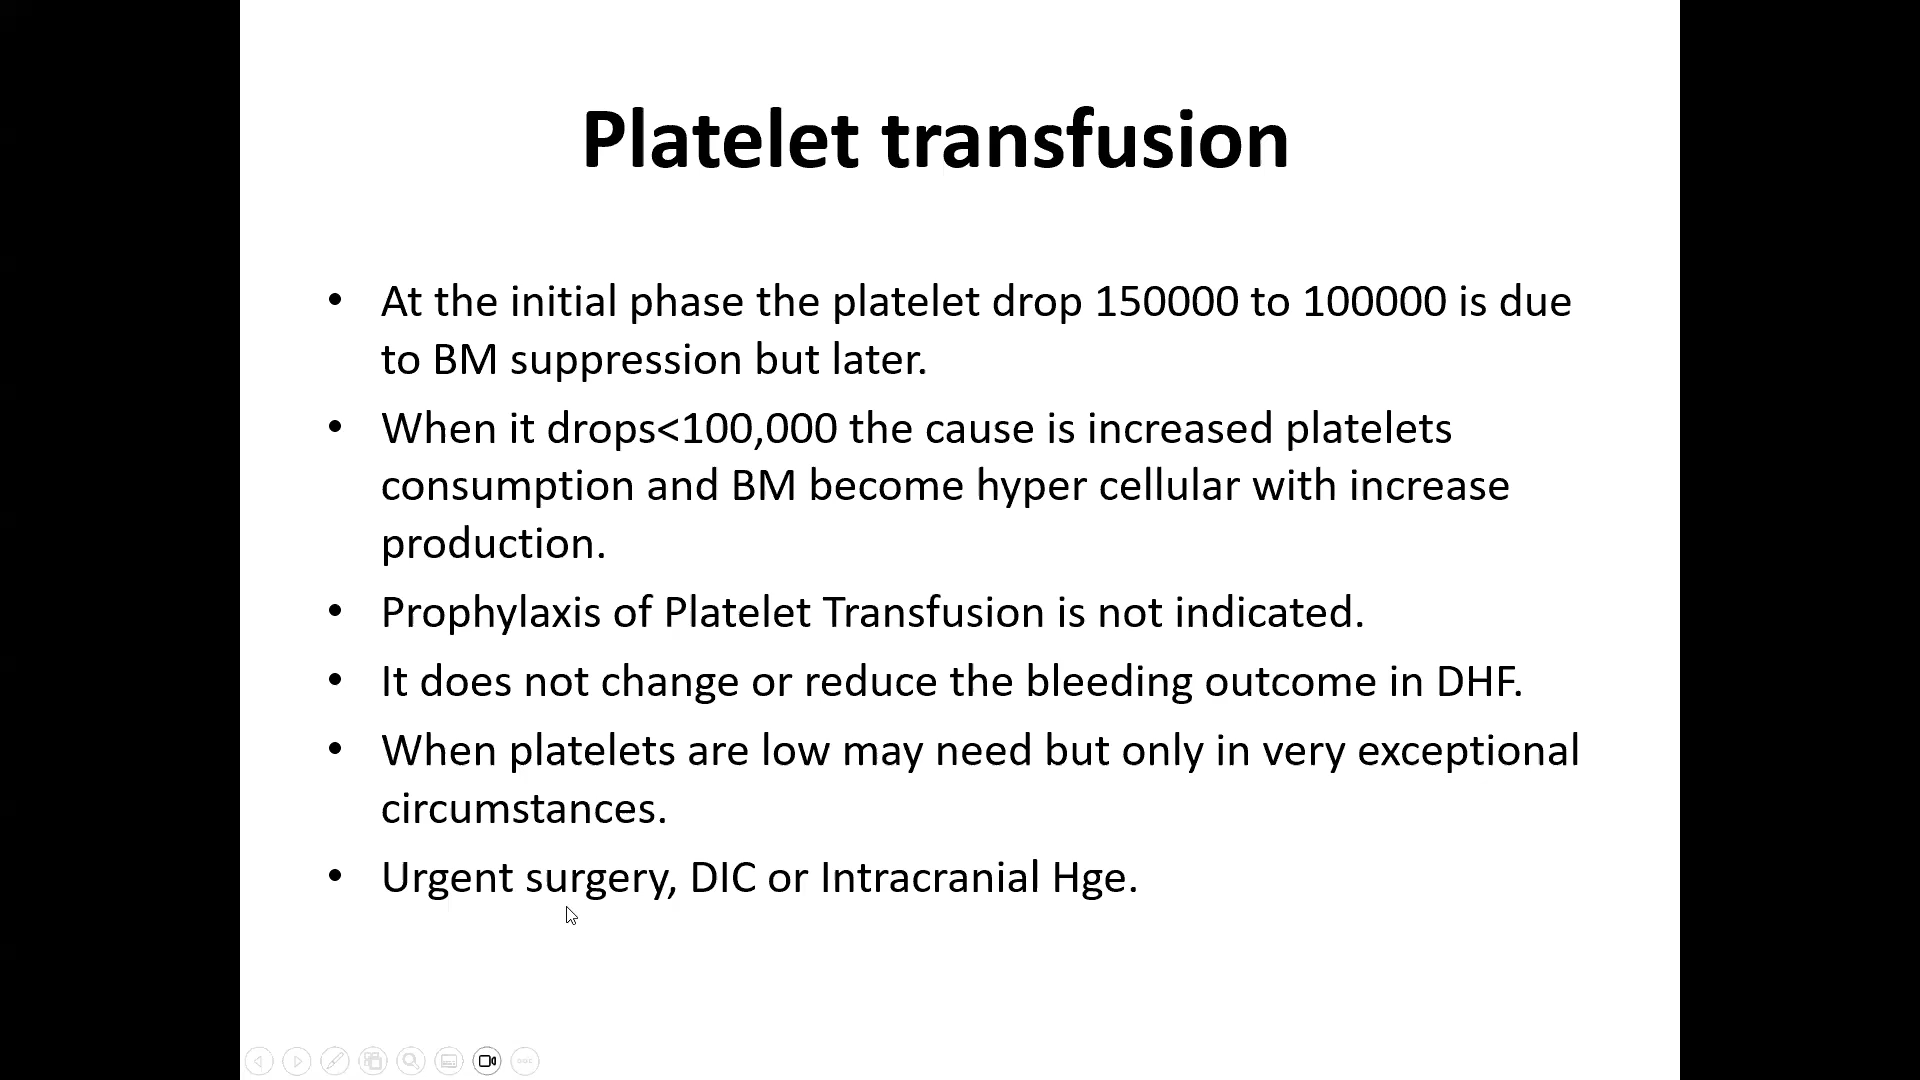 Platelet transfusion
• At the initial phase the platelet drop 150000 to 100000 is due
to BM suppression but later.
• When it drops<100,000 the cause is increased platelets
consumption and BM become hyper cellular with increase
production.
• Prophylaxis of Platelet Transfusion is not indicated.
• It does not change or reduce the bleeding outcome in DHF.
• When platelets are low may need but only in very exceptional
circumstances.
• Urgent surgery, DIC or Intracranial Hge.